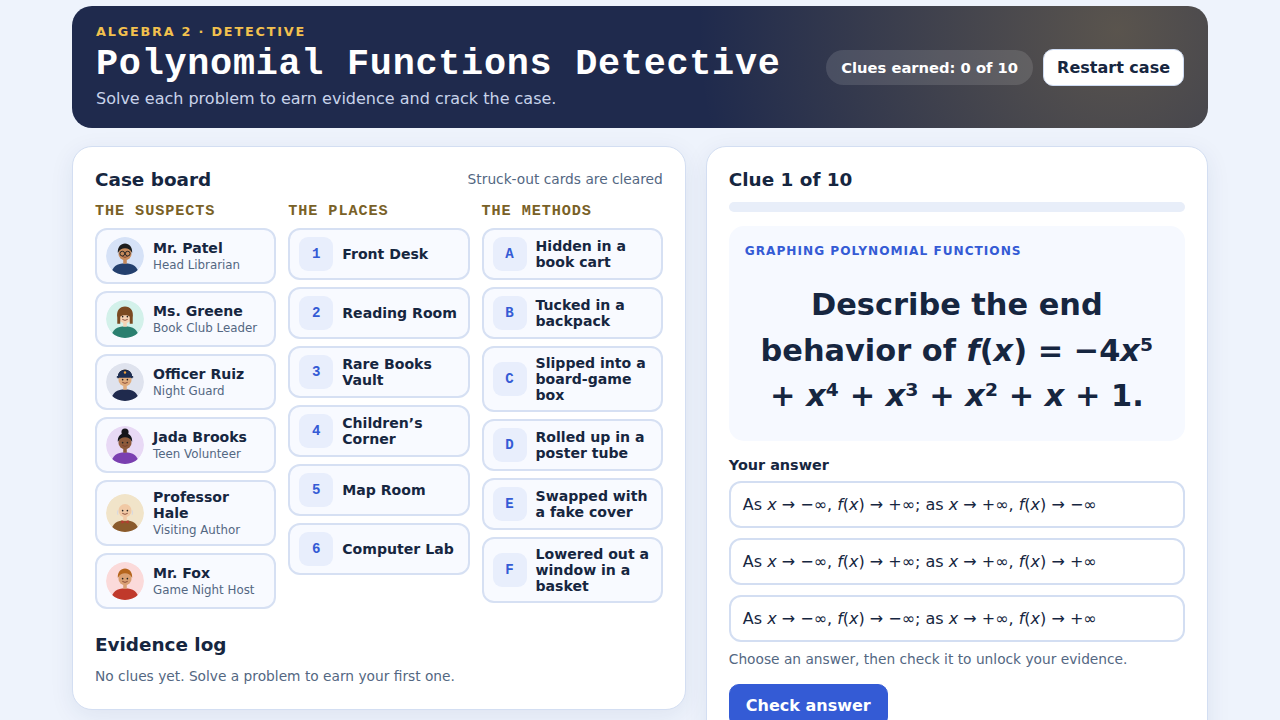 ALGEBRA 2 · DETECTIVE
Polynomial Functions Detective
Solve each problem to earn evidence and crack the case.
Clues earned: 0 of 10
Restart case
Case board
Struck-out cards are cleared
THE SUSPECTS
Mr. Patel
Head Librarian
Ms. Greene
Book Club Leader
Officer Ruiz
Night Guard
Jada Brooks
Teen Volunteer
Professor
Hale
Visiting Author
Mr. Fox
Game Night Host
THE PLACES
1
Front Desk
2
Reading Room
3
Rare Books
Vault
4
Children’s
Corner
5
Map Room
6
Computer Lab
THE METHODS
A
Hidden in a
book cart
B
Tucked in a
backpack
C
Slipped into a
board-game
box
D
Rolled up in a
poster tube
E
Swapped with
a fake cover
F
Lowered out a
window in a
basket
Evidence log
No clues yet. Solve a problem to earn your first one.
Clue 1 of 10
GRAPHING POLYNOMIAL FUNCTIONS
Describe the end
behavior of f(x) = −4x⁵
+ x⁴ + x³ + x² + x + 1.
Your answer
As x → −∞, f(x) → +∞; as x → +∞, f(x) → −∞
As x → −∞, f(x) → +∞; as x → +∞, f(x) → +∞
As x → −∞, f(x) → −∞; as x → +∞, f(x) → +∞
Choose an answer, then check it to unlock your evidence.
Check answer